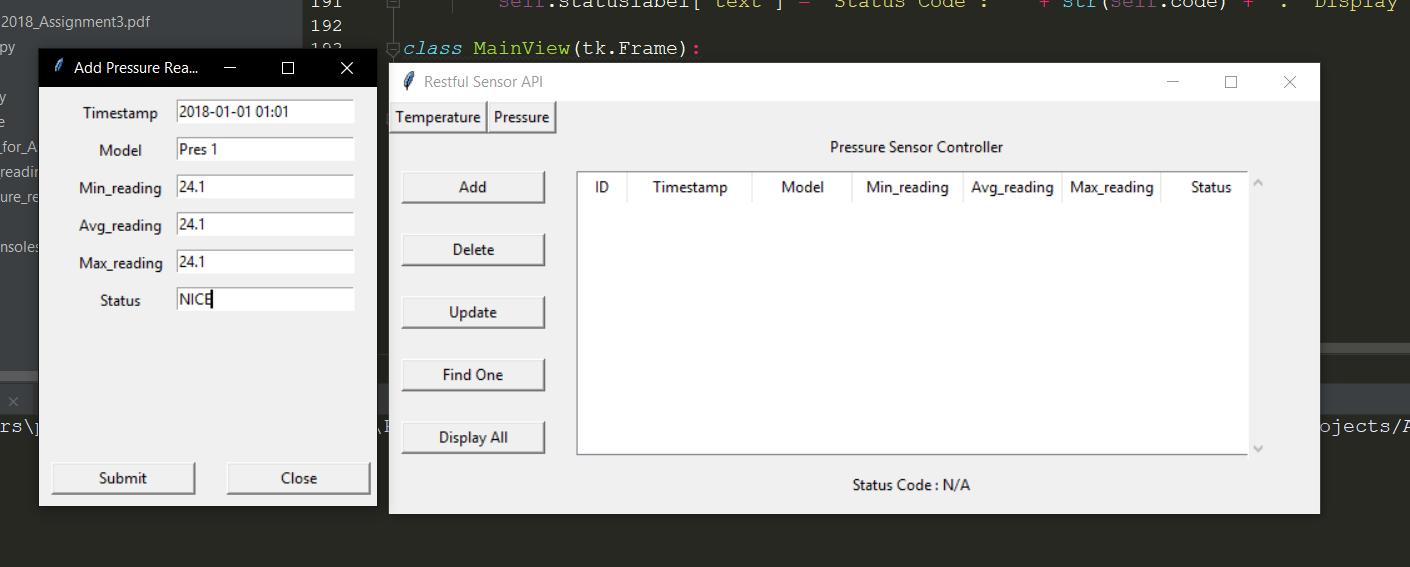 191
self.statuslabel["text"] = "Status Code :  " + str(self.code) + " . Display
2018_Assignment3.pdf
192
py
193
class MainView(tk.Frame):
Add Pressure Rea...
Restful Sensor API
Timestamp 2018-01-01 01:01
Model Pres 1
Min_reading 24.1
Avg_reading 24.1
Max_reading 24.1
Status NICE
Submit Close
Temperature Pressure
Pressure Sensor Controller
Add
Delete
Update
Find One
Display All
ID Timestamp Model Min_reading Avg_reading Max_reading Status
Status Code : N/A
y
e
_for_A
readin
ure_re
nsoles
rs\
ojects/A